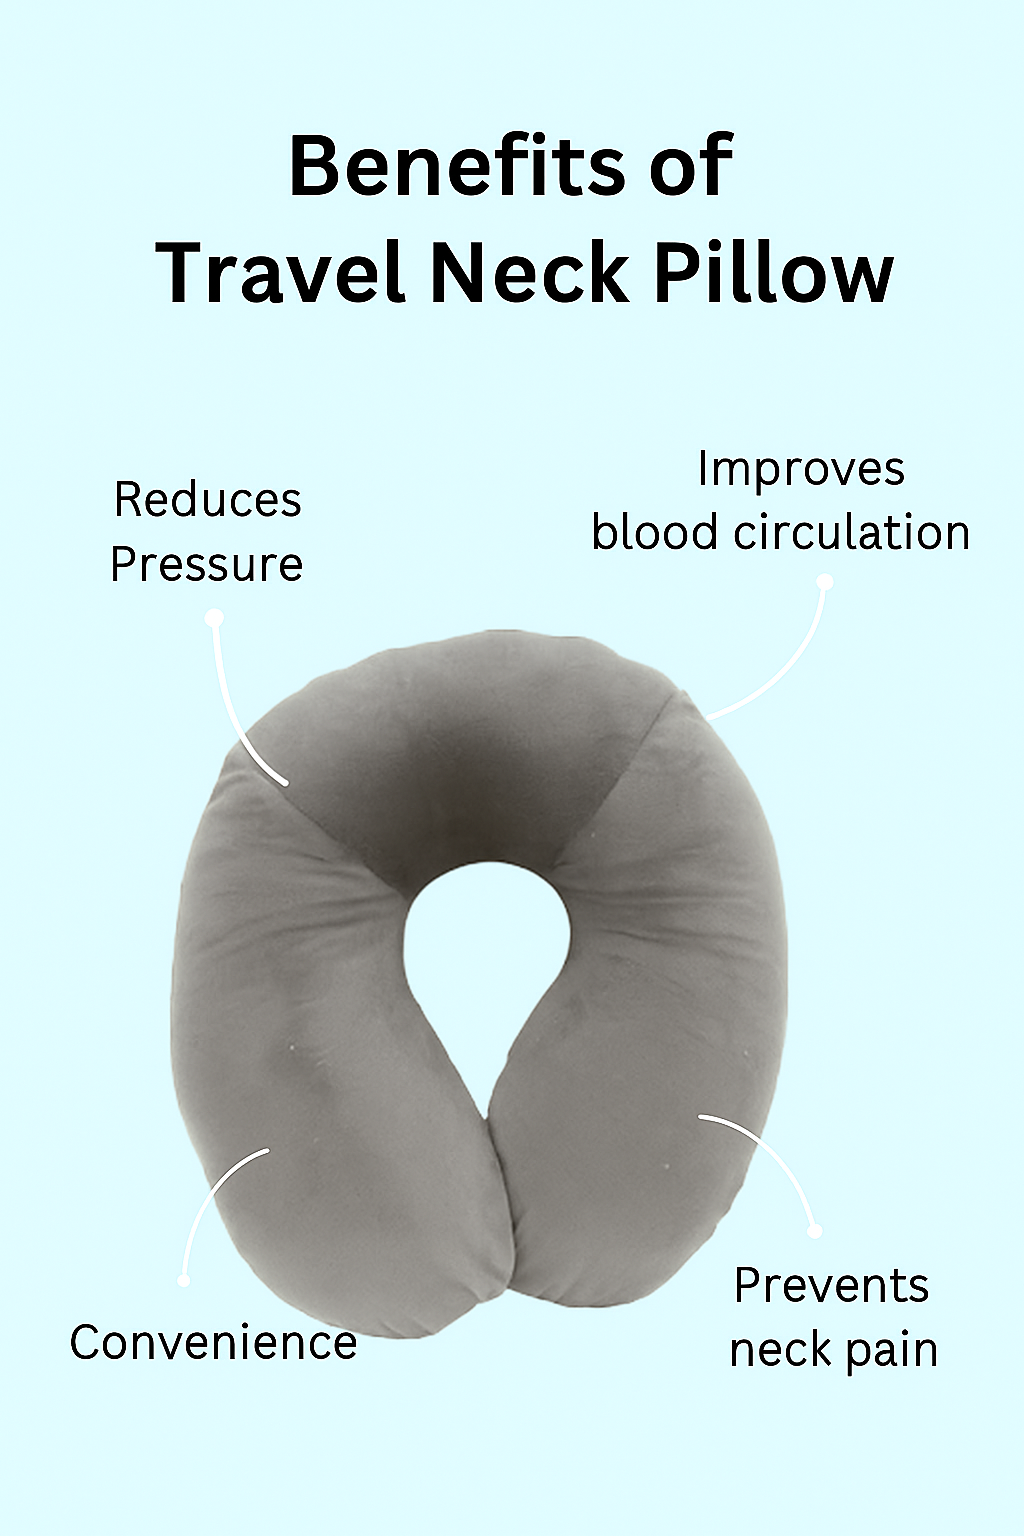 Benefits of
Travel Neck Pillow
Reduces
Pressure
Improves
blood circulation
Convenience
Prevents
neck pain